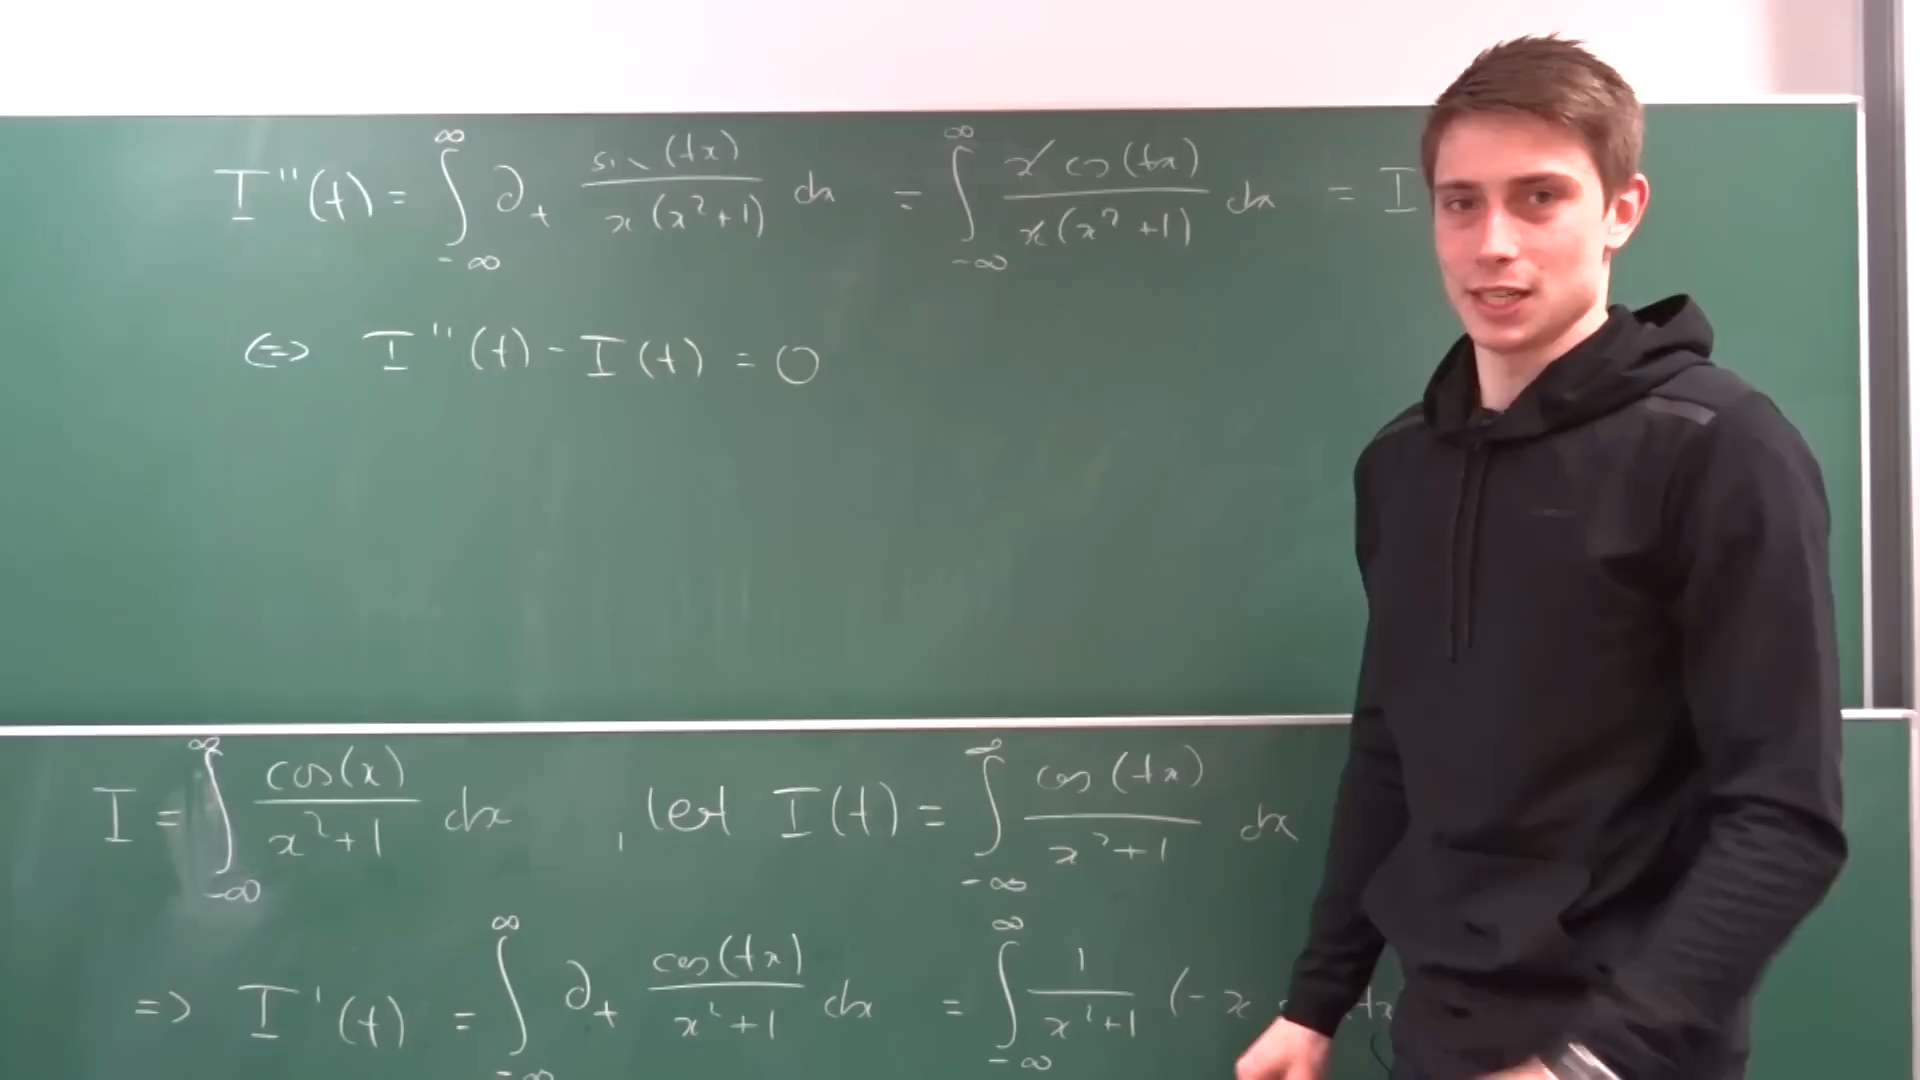 I''(t) = ∫_{-∞}^{∞} ∂_t sin(tx)/(x(x²+1)) dx = ∫_{-∞}^{∞} x cos(tx)/(x(x²+1)) dx = I
⇔ I''(t) - I(t) = 0
I = ∫_{-∞}^{∞} cos(x)/(x²+1) dx , let I(t) = ∫_{-∞}^{∞} cos(tx)/(x²+1) dx
=> I'(t) = ∫_{-∞}^{∞} ∂_t cos(tx)/(x²+1) dx = ∫_{-∞}^{∞} 1/(x²+1) (-x